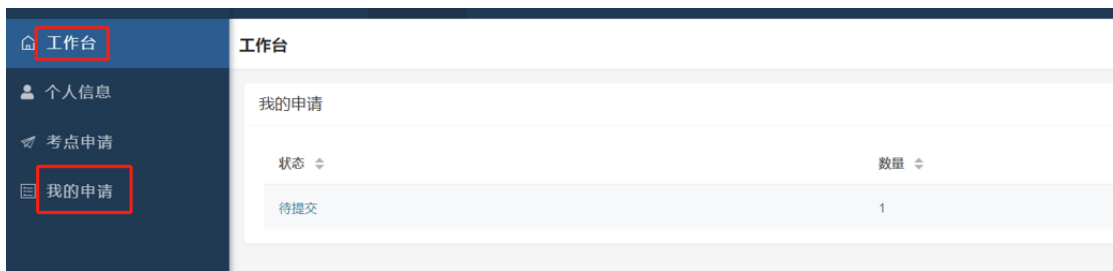 工作台
个人信息
考点申请
我的申请
工作台
我的申请
状态 数量
待提交 1